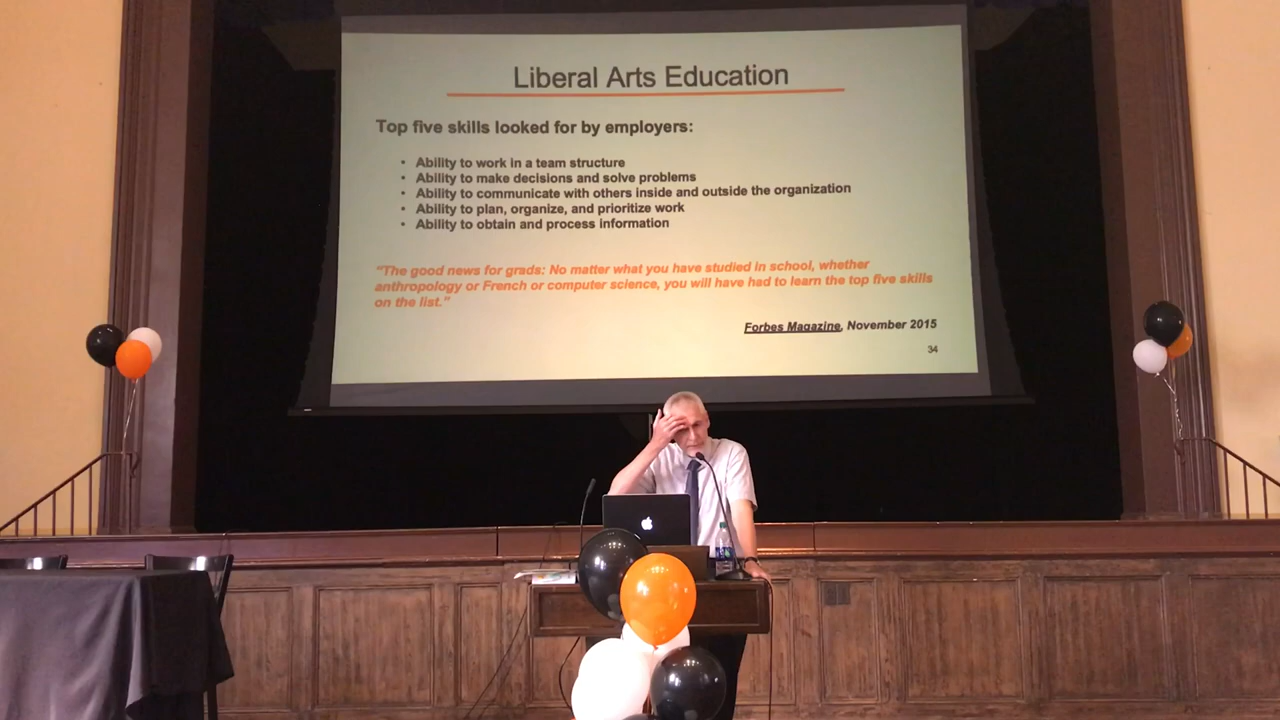 Liberal Arts Education
Top five skills looked for by employers:
• Ability to work in a team structure
• Ability to make decisions and solve problems
• Ability to communicate with others inside and outside the organization
• Ability to plan, organize, and prioritize work
• Ability to obtain and process information
"The good news for grads: No matter what you have studied in school, whether
anthropology or French or computer science, you will have had to learn the top five skills
on the list."
Forbes Magazine, November 2015
34